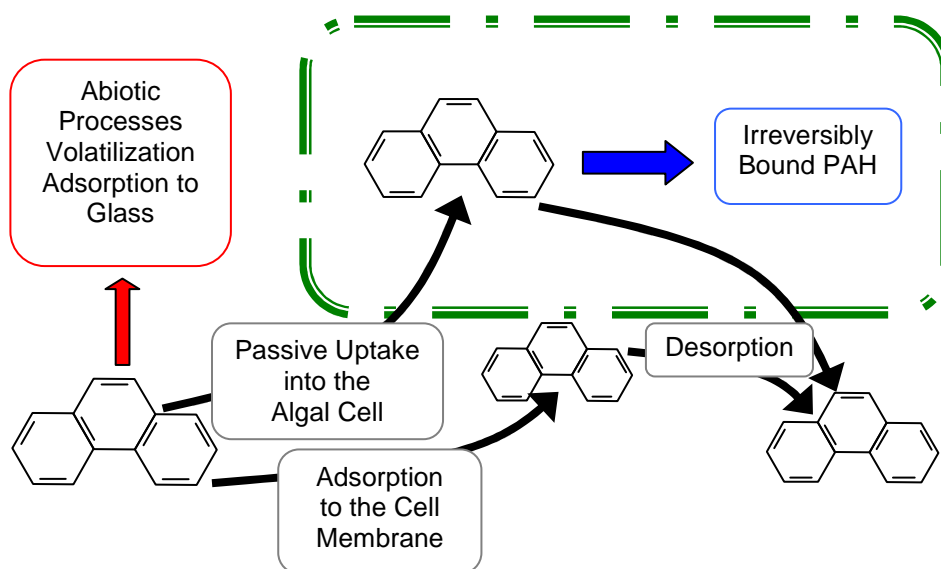 Abiotic
Processes
Volatilization
Adsorption to
Glass
Irreversibly
Bound PAH
Passive Uptake
into the
Algal Cell
Desorption
Adsorption
to the Cell
Membrane